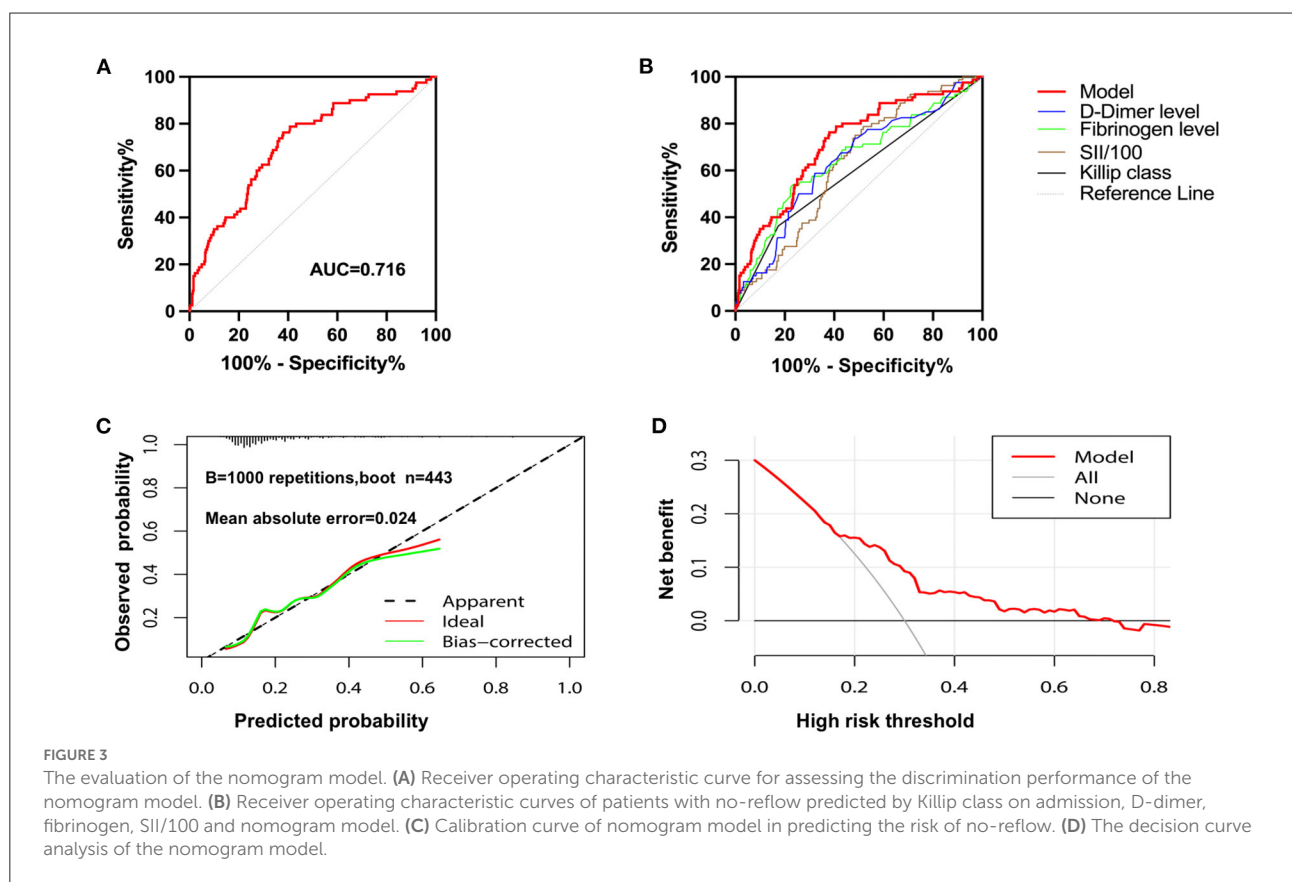 A
100
80
60
40
20
0
Sensitivity%
AUC=0.716
0 20 40 60 80 100
100% - Specificity%
B
100
80
60
40
20
0
Sensitivity%
0 20 40 60 80 100
100% - Specificity%
Model
D-Dimer level
Fibrinogen level
SII/100
Killip class
Reference Line
C
1.0
0.8
0.6
0.4
0.2
Observed probability
B=1000 repetitions,boot n=443
Mean absolute error=0.024
Apparent
Ideal
Bias−corrected
0.0 0.2 0.4 0.6 0.8 1.0
Predicted probability
D
0.3
0.2
0.1
0.0
Net benefit
Model
All
None
0.0 0.2 0.4 0.6 0.8
High risk threshold
FIGURE 3
The evaluation of the nomogram model. (A) Receiver operating characteristic curve for assessing the discrimination performance of the
nomogram model. (B) Receiver operating characteristic curves of patients with no-reflow predicted by Killip class on admission, D-dimer,
fibrinogen, SII/100 and nomogram model. (C) Calibration curve of nomogram model in predicting the risk of no-reflow. (D) The decision curve
analysis of the nomogram model.